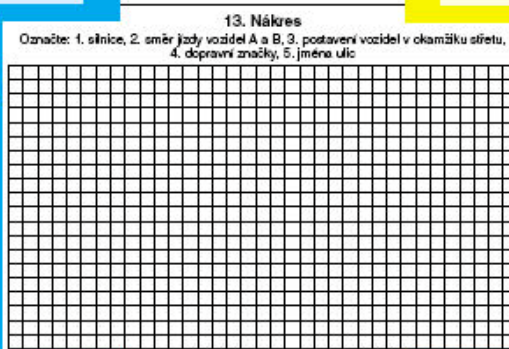 13. Nákres
Označte: 1. silnice, 2. směr jízdy vozidel A a B, 3. postavení vozidel v okamžiku střetu,
4. dopravní značky, 5. jména ulic